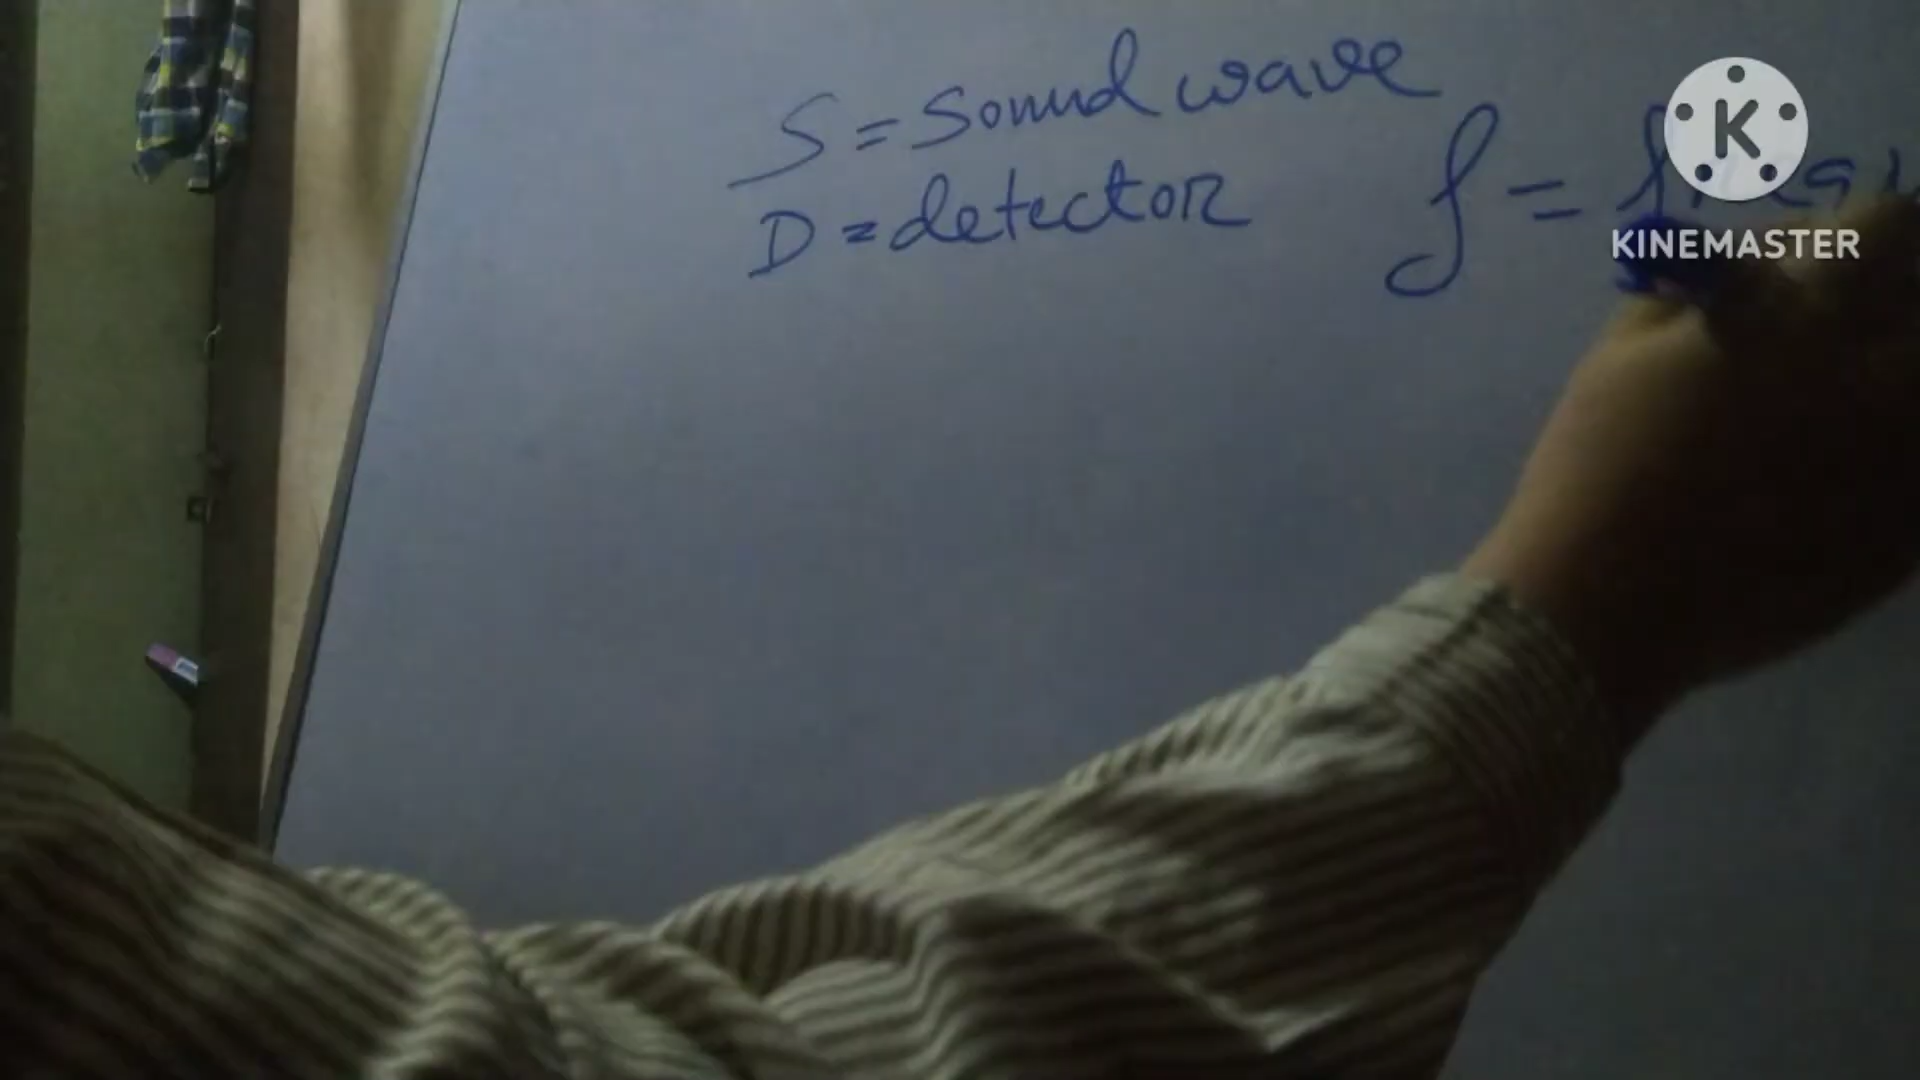 S = Sound wave
D = detector
f =
K
KINEMASTER